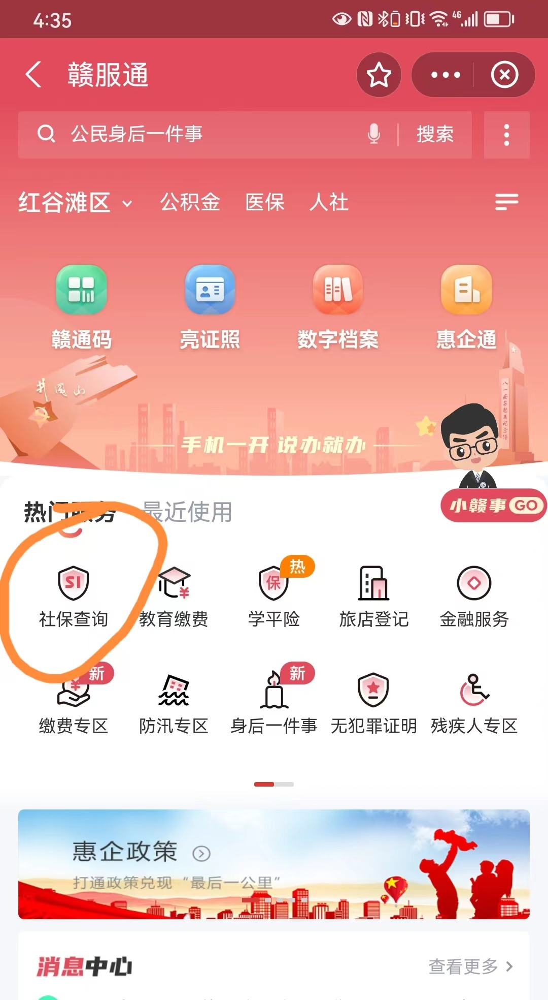 4:35
4G
赣服通
公民身后一件事
搜索
红谷滩区
公积金
医保
人社
赣通码
亮证照
数字档案
惠企通
井冈山
手机一开 说办就办
小赣事GO
热门服务
最近使用
SI
热
保
社保查询
教育缴费
学平险
旅店登记
金融服务
新
新
缴费专区
防汛专区
身后一件事
无犯罪证明
残疾人专区
惠企政策
打通政策兑现 “最后一公里”
消息中心
查看更多